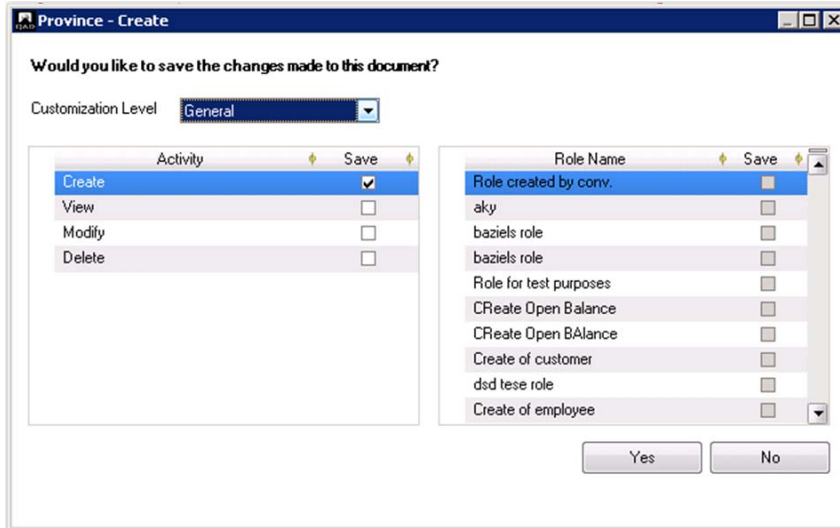 QAD Province - Create
Would you like to save the changes made to this document?
Customization Level General
Activity Save
Create
View
Modify
Delete
Role Name Save
Role created by conv.
aky
baziels role
baziels role
Role for test purposes
CReate Open Balance
CReate Open BAlance
Create of customer
dsd tese role
Create of employee
Yes No